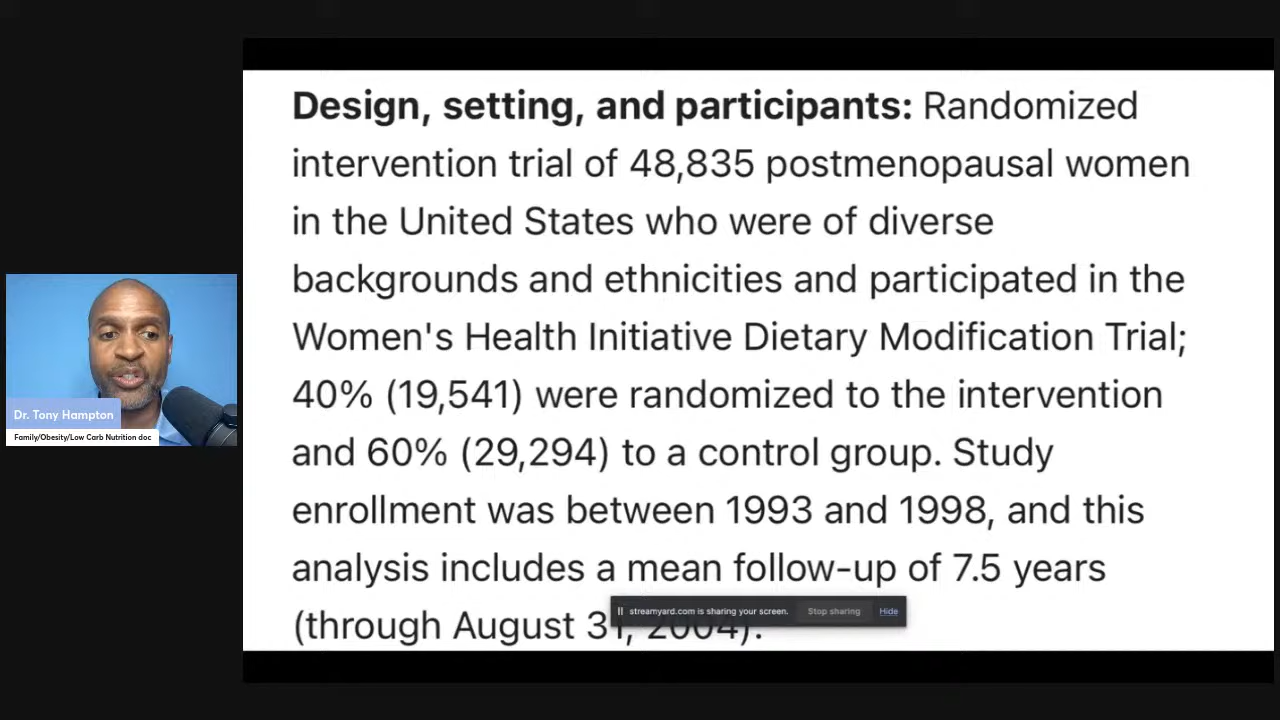 Design, setting, and participants: Randomized
intervention trial of 48,835 postmenopausal women
in the United States who were of diverse
backgrounds and ethnicities and participated in the
Women's Health Initiative Dietary Modification Trial;
40% (19,541) were randomized to the intervention
and 60% (29,294) to a control group. Study
enrollment was between 1993 and 1998, and this
analysis includes a mean follow-up of 7.5 years
(through August 31, 2004).
streamyard.com is sharing your screen. Stop sharing Hide
Dr. Tony Hampton
Family/Obesity/Low Carb Nutrition doc